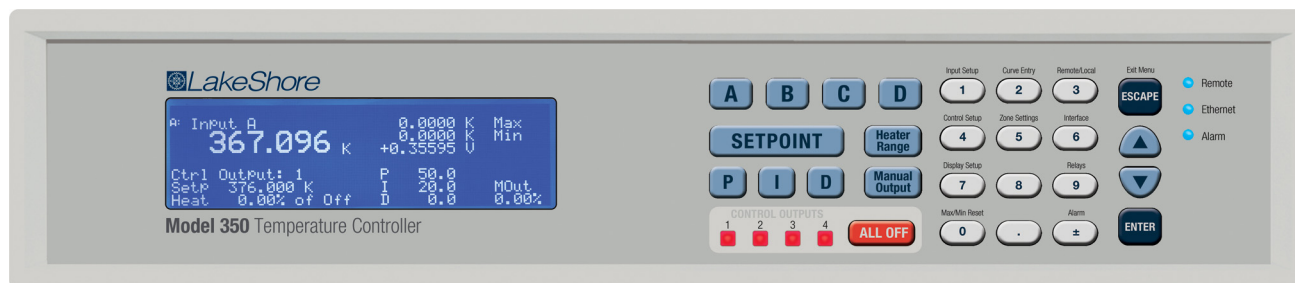 LakeShore
A: Input A 0.0000 K Max
0.0000 K Min
367.096 K +0.35595 V
Ctrl Output: 1 P 50.0
Setp 376.000 K I 20.0 MOut
Heat 0.00% of Off D 0.0 0.00%
Model 350 Temperature Controller
A B C D
SETPOINT Heater Range
P I D Manual Output
CONTROL OUTPUTS
1 2 3 4 ALL OFF
Input Setup Curve Entry Remote/Local
1 2 3
Control Setup Zone Settings Interface
4 5 6
Display Setup Relays
7 8 9
Max/Min Reset Alarm
0 . ±
Exit Menu
ESCAPE
ENTER
Remote
Ethernet
Alarm